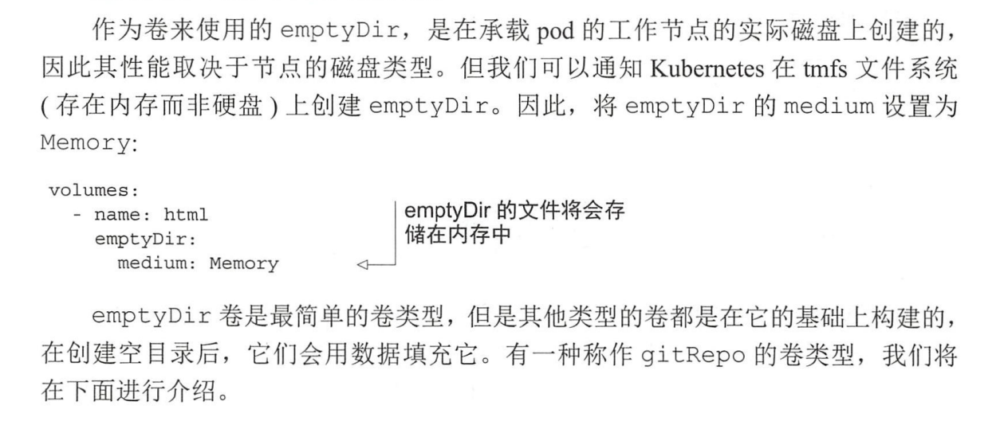 作为卷来使用的 emptyDir，是在承载 pod 的工作节点的实际磁盘上创建的，
因此其性能取决于节点的磁盘类型。但我们可以通知 Kubernetes 在 tmfs 文件系统
(存在内存而非硬盘)上创建 emptyDir。因此，将 emptyDir 的 medium 设置为
Memory:
volumes:
  - name: html
    emptyDir:
      medium: Memory
emptyDir 的文件将会存
储在内存中
emptyDir 卷是最简单的卷类型，但是其他类型的卷都是在它的基础上构建的，
在创建空目录后，它们会用数据填充它。有一种称作 gitRepo 的卷类型，我们将
在下面进行介绍。